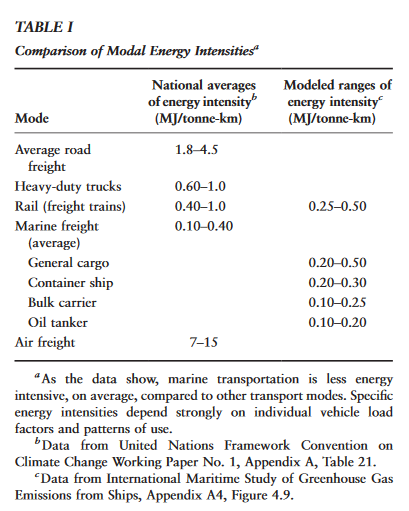 TABLE I
Comparison of Modal Energy Intensitiesᵃ
Mode National averages of energy intensityᵇ (MJ/tonne-km) Modeled ranges of energy intensityᶜ (MJ/tonne-km)
Average road freight 1.8–4.5
Heavy-duty trucks 0.60–1.0
Rail (freight trains) 0.40–1.0 0.25–0.50
Marine freight (average) 0.10–0.40
General cargo 0.20–0.50
Container ship 0.20–0.30
Bulk carrier 0.10–0.25
Oil tanker 0.10–0.20
Air freight 7–15
ᵃAs the data show, marine transportation is less energy
intensive, on average, compared to other transport modes. Specific
energy intensities depend strongly on individual vehicle load
factors and patterns of use.
ᵇData from United Nations Framework Convention on
Climate Change Working Paper No. 1, Appendix A, Table 21.
ᶜData from International Maritime Study of Greenhouse Gas
Emissions from Ships, Appendix A4, Figure 4.9.